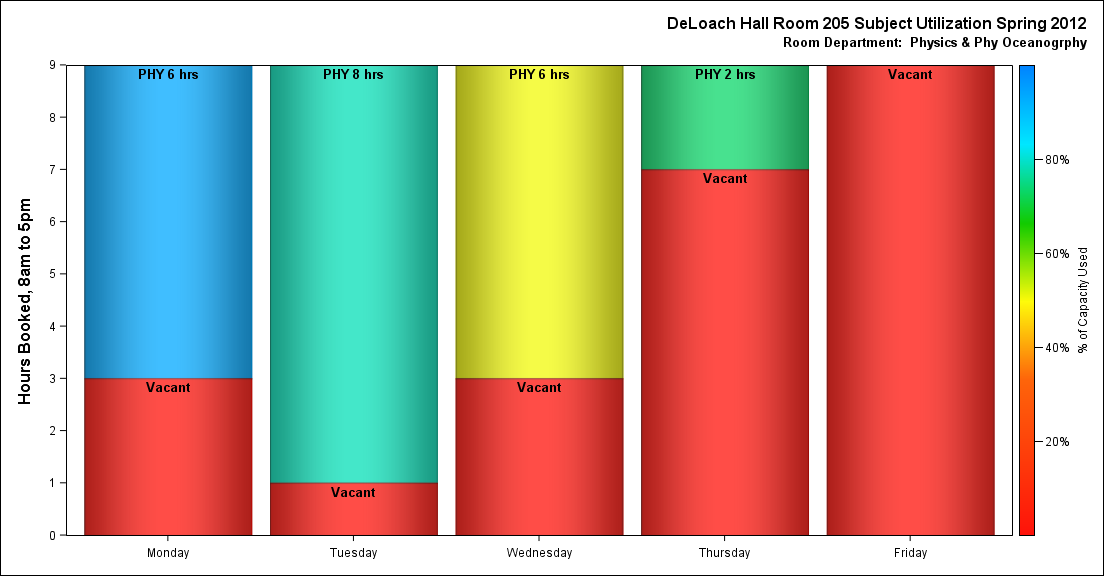 DeLoach Hall Room 205 Subject Utilization Spring 2012
Room Department: Physics & Phy Oceanogrphy
Hours Booked, 8am to 5pm
9
8
7
6
5
4
3
2
1
0
PHY 6 hrs
Vacant
PHY 8 hrs
Vacant
PHY 6 hrs
Vacant
PHY 2 hrs
Vacant
Vacant
Monday
Tuesday
Wednesday
Thursday
Friday
80%
60%
40%
20%
% of Capacity Used